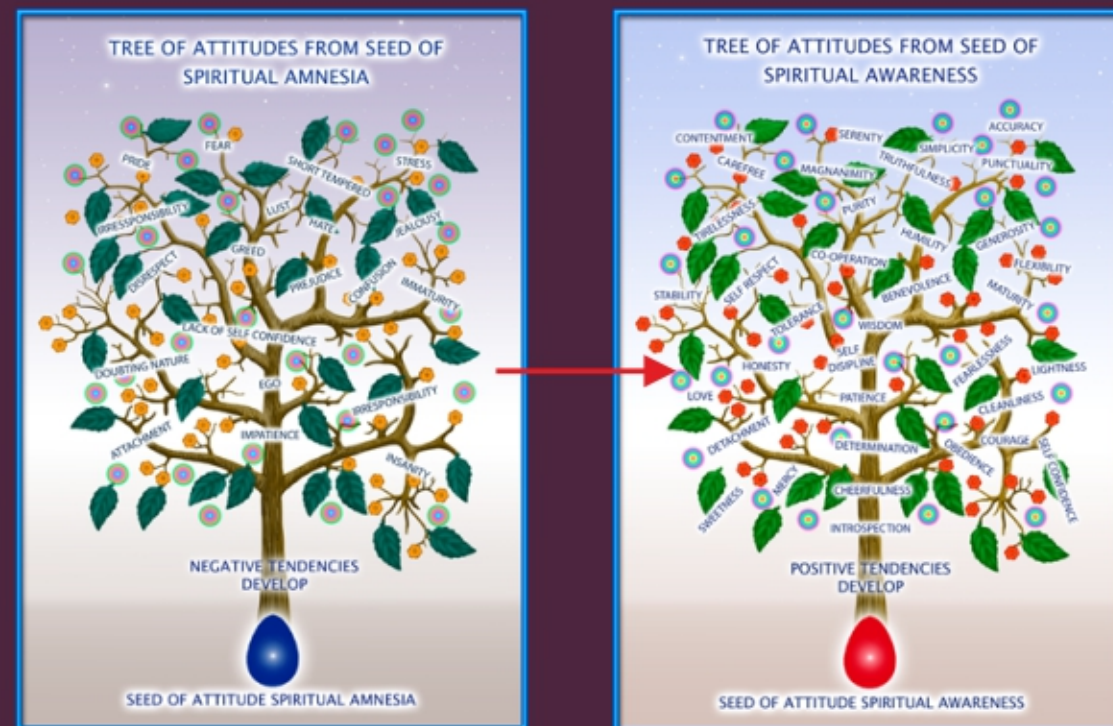 TREE OF ATTITUDES FROM SEED OF
SPIRITUAL AMNESIA
PRIDE
FEAR
SHORT TEMPERED
STRESS
IRRESSPONSIBILITY
LUST
HATE
JEALOUSY
GREED
DISRESPECT
PREJUDICE
CONFUSION
IMMATURITY
LACK OF SELF CONFIDENCE
DOUBTING NATURE
EGO
IRRESPONSIBILITY
ATTACHMENT
IMPATIENCE
INSANITY
NEGATIVE TENDENCIES
DEVELOP
SEED OF ATTITUDE SPIRITUAL AMNESIA
TREE OF ATTITUDES FROM SEED OF
SPIRITUAL AWARENESS
CONTENTMENT
SERENTY
SIMPLICITY
ACCURACY
CAREFREE
MAGNANIMITY
TRUTHFULNESS
PUNCTUALITY
TIRELESSNESS
PURITY
HUMILITY
GENEROSITY
CO-OPERATION
SELF RESPECT
BENEVOLENCE
FLEXIBILITY
STABILITY
MATURITY
TOLERANCE
WISDOM
HONESTY
SELF
DISIPLINE
FEARLESSNESS
LIGHTNESS
LOVE
PATIENCE
CLEANLINESS
DETACHMENT
DETERMINATION
OBEDIENCE
COURAGE
SELF CONFIDENCE
SWEETNESS
MERCY
CHEERFULNESS
INTROSPECTION
POSITIVE TENDENCIES
DEVELOP
SEED OF ATTITUDE SPIRITUAL AWARENESS